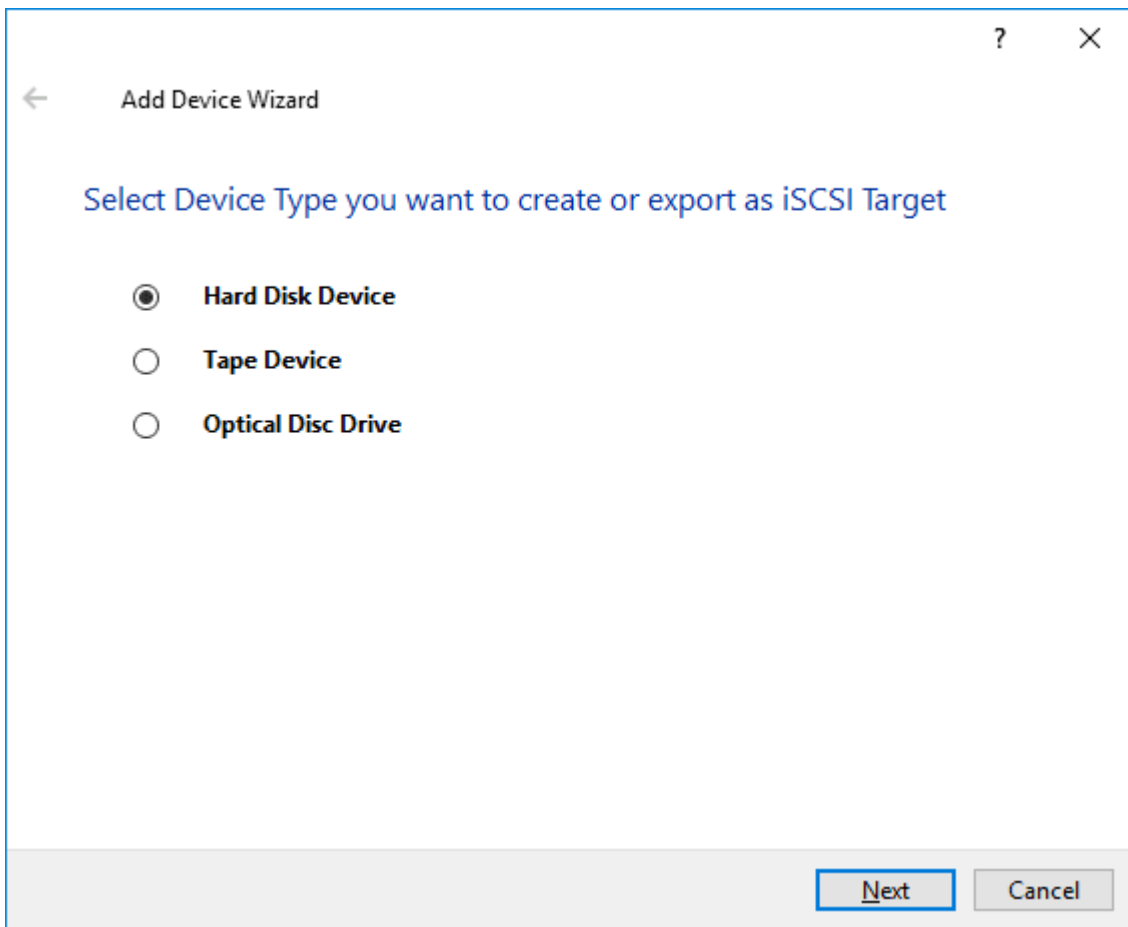 ?
Add Device Wizard
Select Device Type you want to create or export as iSCSI Target
Hard Disk Device
Tape Device
Optical Disc Drive
Next
Cancel